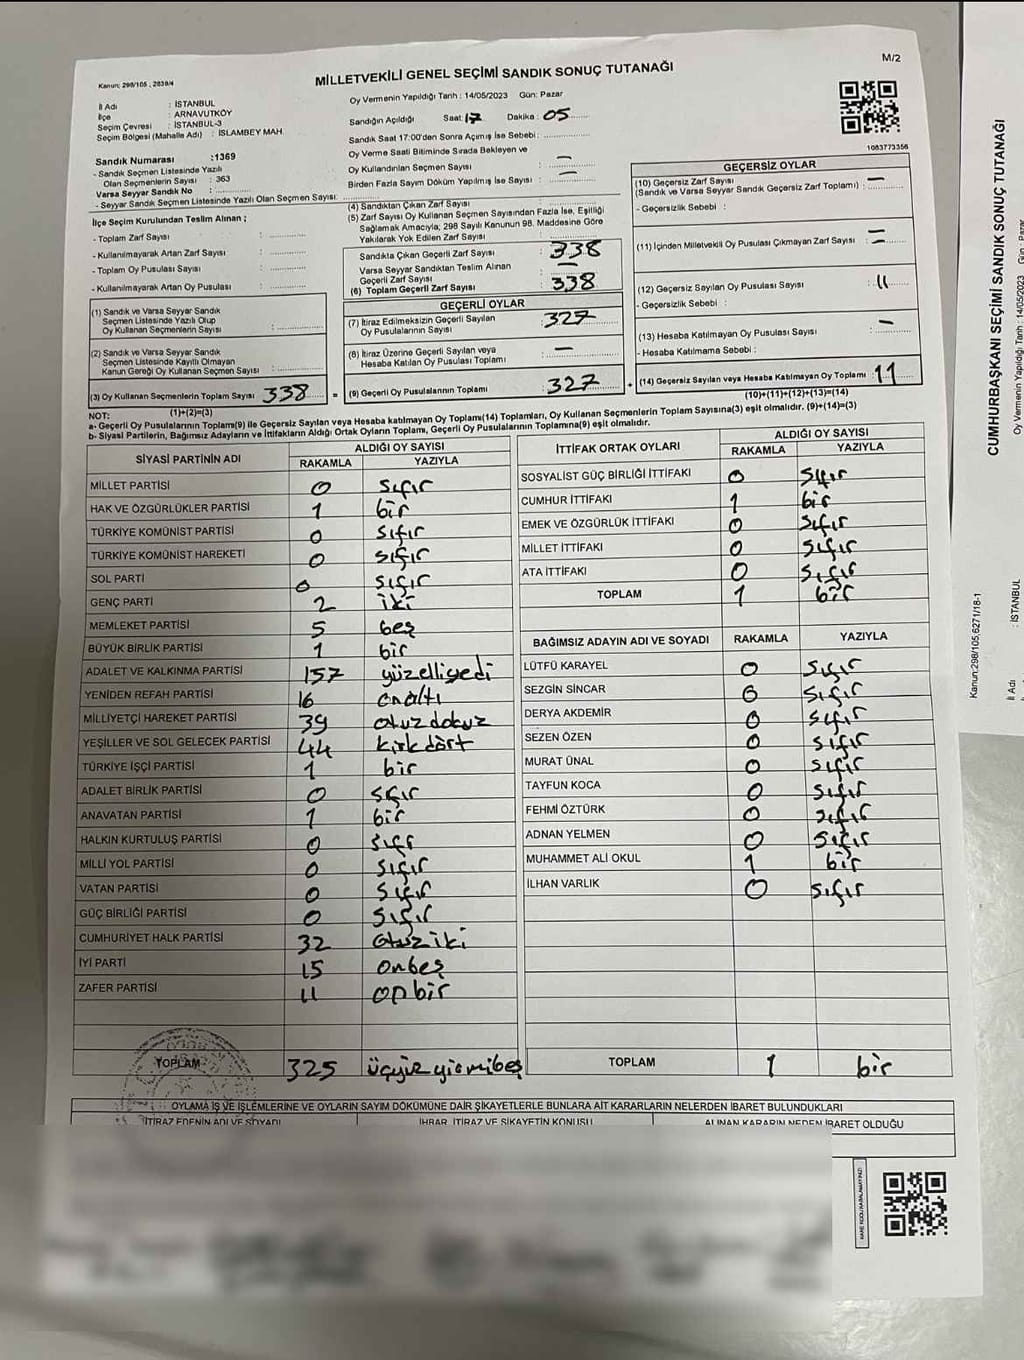 M/2
Kanun: 298/105 , 2839/4
MİLLETVEKİLİ GENEL SEÇİMİ SANDIK SONUÇ TUTANAĞI
İl Adı : İSTANBUL
İlçe : ARNAVUTKÖY
Seçim Çevresi : İSTANBUL-3
Seçim Bölgesi (Mahalle Adı) : İSLAMBEY MAH.
Sandık Numarası :1369
- Sandık Seçmen Listesinde Yazılı
Olan Seçmenlerin Sayısı : 363
Varsa Seyyar Sandık No :
- Seyyar Sandık Seçmen Listesinde Yazılı Olan Seçmen Sayısı:
Oy Vermenin Yapıldığı Tarih : 14/05/2023 Gün: Pazar
Sandığın Açıldığı Saat: 17 Dakika : 05
Sandık Saat 17:00'den Sonra Açımış İse Sebebi :
Oy Verme Saati Bitiminde Sırada Bekleyen ve
Oy Kullandırılan Seçmen Sayısı : —
Birden Fazla Sayım Döküm Yapılmış İse Sayısı : —
1083773356
İlçe Seçim Kurulundan Teslim Alınan ;
- Toplam Zarf Sayısı :
- Kullanılmayarak Artan Zarf Sayısı :
- Toplam Oy Pusulası Sayısı :
- Kullanılmayarak Artan Oy Pusulası :
(1) Sandık ve Varsa Seyyar Sandık
Seçmen Listesinde Yazılı Olup
Oy Kullanan Seçmenlerin Sayısı :
(2) Sandık ve Varsa Seyyar Sandık
Seçmen Listesinde Kayıtlı Olmayan
Kanun Gereği Oy Kullanan Seçmen Sayısı :
(3) Oy Kullanan Seçmenlerin Toplam Sayısı : 338 =
(1)+(2)=(3)
(4) Sandıktan Çıkan Zarf Sayısı :
(5) Zarf Sayısı Oy Kullanan Seçmen Sayısından Fazla İse, Eşitliği
Sağlamak Amacıyla; 298 Sayılı Kanunun 98. Maddesine Göre
Yakılarak Yok Edilen Zarf Sayısı :
Sandıkta Çıkan Geçerli Zarf Sayısı : 338
Varsa Seyyar Sandıktan Teslim Alınan
Geçerli Zarf Sayısı : —
(6) Toplam Geçerli Zarf Sayısı : 338
GEÇERLİ OYLAR
(7) İtiraz Edilmeksizin Geçerli Sayılan
Oy Pusulalarının Sayısı : 327
(8) İtiraz Üzerine Geçerli Sayılan veya
Hesaba Katılan Oy Pusulası Toplamı : —
(9) Geçerli Oy Pusulalarının Toplamı : 327 +
GEÇERSİZ OYLAR
(10) Geçersiz Zarf Sayısı : —
(Sandık ve Varsa Seyyar Sandık Geçersiz Zarf Toplamı)
- Geçersizlik Sebebi :
(11) İçinden Milletvekili Oy Pusulası Çıkmayan Zarf Sayısı : —
(12) Geçersiz Sayılan Oy Pusulası Sayısı : 11
- Geçersizlik Sebebi :
(13) Hesaba Katılmayan Oy Pusulası Sayısı : —
- Hesaba Katılmama Sebebi :
(14) Geçersiz Sayılan veya Hesaba Katılmayan Oy Toplamı : 11
(10)+(11)+(12)+(13)=(14)
NOT:
a- Geçerli Oy Pusulalarının Toplamı(9) ile Geçersiz Sayılan veya Hesaba katılmayan Oy Toplam(14) Toplamları, Oy Kullanan Seçmenlerin Toplam Sayısına(3) eşit olmalıdır. (9)+(14)=(3)
b- Siyasi Partilerin, Bağımsız Adayların ve İttifakların Aldığı Ortak Oyların Toplamı, Geçerli Oy Pusulalarının Toplamına(9) eşit olmalıdır.
SİYASİ PARTİNİN ADI ALDIĞI OY SAYISI
RAKAMLA YAZIYLA
MİLLET PARTİSİ 0 sıfır
HAK VE ÖZGÜRLÜKLER PARTİSİ 1 bir
TÜRKİYE KOMÜNİST PARTİSİ 0 sıfır
TÜRKİYE KOMÜNİST HAREKETİ 0 sıfır
SOL PARTİ 0 sıfır
GENÇ PARTİ 2 iki
MEMLEKET PARTİSİ 5 beş
BÜYÜK BİRLİK PARTİSİ 1 bir
ADALET VE KALKINMA PARTİSİ 157 yüzelliyedi
YENİDEN REFAH PARTİSİ 16 onaltı
MİLLİYETÇİ HAREKET PARTİSİ 39 otuzdokuz
YEŞİLLER VE SOL GELECEK PARTİSİ 44 kırkdört
TÜRKİYE İŞÇİ PARTİSİ 1 bir
ADALET BİRLİK PARTİSİ 0 sıfır
ANAVATAN PARTİSİ 1 bir
HALKIN KURTULUŞ PARTİSİ 0 sıfır
MİLLİ YOL PARTİSİ 0 sıfır
VATAN PARTİSİ 0 sıfır
GÜÇ BİRLİĞİ PARTİSİ 0 sıfır
CUMHURİYET HALK PARTİSİ 32 otuziki
İYİ PARTİ 15 onbeş
ZAFER PARTİSİ 11 onbir
TOPLAM 325 üçyüzyirmibeş
İTTİFAK ORTAK OYLARI ALDIĞI OY SAYISI
RAKAMLA YAZIYLA
SOSYALİST GÜÇ BİRLİĞİ İTTİFAKI 0 sıfır
CUMHUR İTTİFAKI 1 bir
EMEK VE ÖZGÜRLÜK İTTİFAKI 0 sıfır
MİLLET İTTİFAKI 0 sıfır
ATA İTTİFAKI 0 sıfır
TOPLAM 1 bir
BAĞIMSIZ ADAYIN ADI VE SOYADI RAKAMLA YAZIYLA
LÜTFÜ KARAYEL 0 sıfır
SEZGİN SİNCAR 0 sıfır
DERYA AKDEMİR 0 sıfır
SEZEN ÖZEN 0 sıfır
MURAT ÜNAL 0 sıfır
TAYFUN KOCA 0 sıfır
FEHMİ ÖZTÜRK 0 sıfır
ADNAN YELMEN 0 sıfır
MUHAMMET ALİ OKUL 1 bir
İLHAN VARLIK 0 sıfır
TOPLAM 1 bir
OYLAMA İŞ VE İŞLEMLERİNE VE OYLARIN SAYIM DÖKÜMÜNE DAİR ŞİKAYETLERLE BUNLARA AİT KARARLARIN NELERDEN İBARET BULUNDUKLARI
İTİRAZ EDENİN ADI VE SOYADI İHBAR, İTİRAZ VE ŞİKAYETİN KONUSU ALINAN KARARIN NEDEN İBARET OLDUĞU
CUMHURBAŞKANI SEÇİMİ SANDIK SONUÇ TUTANAĞI
Oy Vermenin Yapıldığı Tarih : 14/05/2023 Gün : Pazar
Kanun:298/105;6271/18-1
İl Adı : İSTANBUL